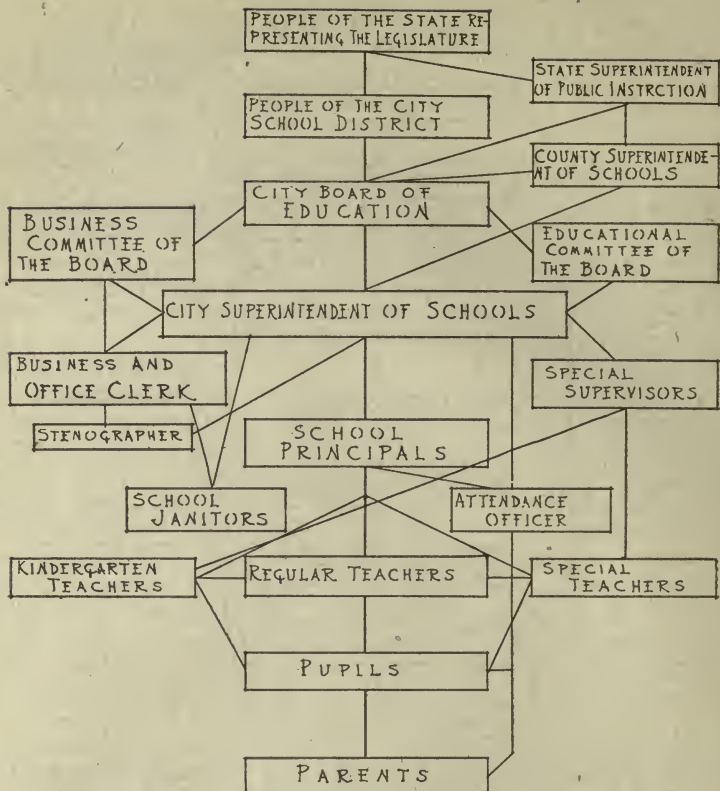 PEOPLE OF THE STATE RE-
PRESENTING THE LEGISLATURE
STATE SUPERINTENDENT
OF PUBLIC INSTRCTION
PEOPLE OF THE CITY
SCHOOL DISTRICT
COUNTY SUPERINTENDE-
NT OF SCHOOLS
CITY BOARD OF
EDUCATION
BUSINESS
COMMITTEE OF
THE BOARD
EDUCATIONAL
COMMITTEE OF
THE BOARD
CITY SUPERINTENDENT OF SCHOOLS
BUSINESS AND
OFFICE CLERK
SPECIAL
SUPERVISORS
STENOGRAPHER
SCHOOL
PRINCIPALS
SCHOOL
JANITORS
ATTENDANCE
OFFICER
KINDERGARTEN
TEACHERS
REGULAR TEACHERS
SPECIAL
TEACHERS
PUPILS
PARENTS